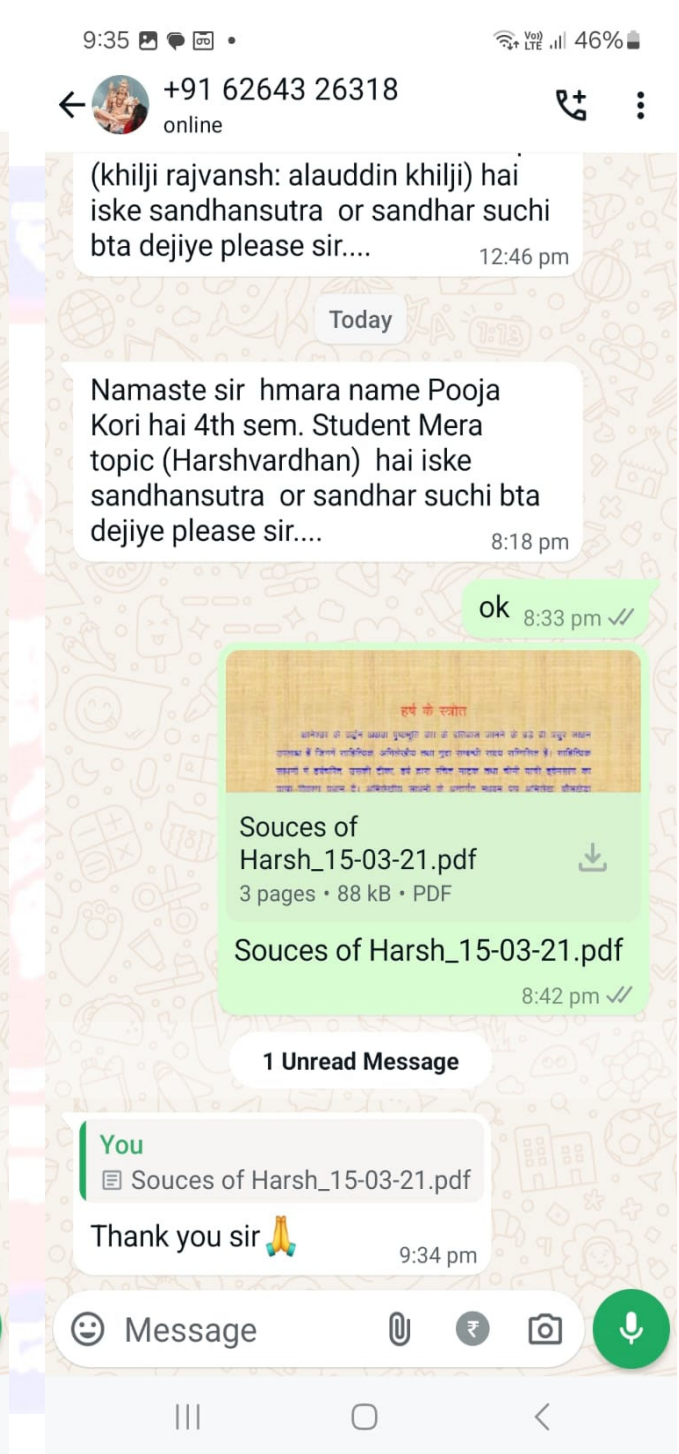 9:35
Vo))
LTE
46%
+91 62643 26318
online
(khilji rajvansh: alauddin khilji) hai
iske sandhansutra or sandhar suchi
bta dejiye please sir....
12:46 pm
Today
Namaste sir hmara name Pooja
Kori hai 4th sem. Student Mera
topic (Harshvardhan) hai iske
sandhansutra or sandhar suchi bta
dejiye please sir....
8:18 pm
ok
8:33 pm
हर्ष के स्त्रोत
Souces of
Harsh_15-03-21.pdf
3 pages • 88 kB • PDF
Souces of Harsh_15-03-21.pdf
8:42 pm
1 Unread Message
You
Souces of Harsh_15-03-21.pdf
Thank you sir🙏
9:34 pm
Message
₹